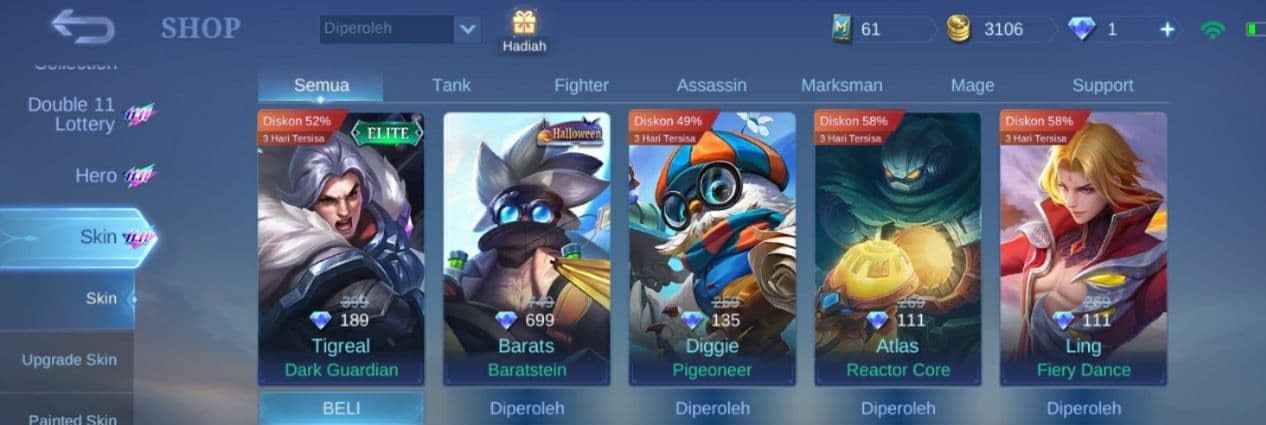 SHOP
Diperoleh
Hadiah
61
3106
1
Collection
Double 11
Lottery
Hero
Skin
Skin
Upgrade Skin
Painted Skin
Semua
Tank
Fighter
Assassin
Marksman
Mage
Support
Diskon 52%
3 Hari Tersisa
ELITE
399
189
Tigreal
Dark Guardian
BELI
Halloween
749
699
Barats
Baratstein
Diperoleh
Diskon 49%
3 Hari Tersisa
269
135
Diggie
Pigeoneer
Diperoleh
Diskon 58%
3 Hari Tersisa
269
111
Atlas
Reactor Core
Diperoleh
Diskon 58%
3 Hari Tersisa
269
111
Ling
Fiery Dance
Diperoleh